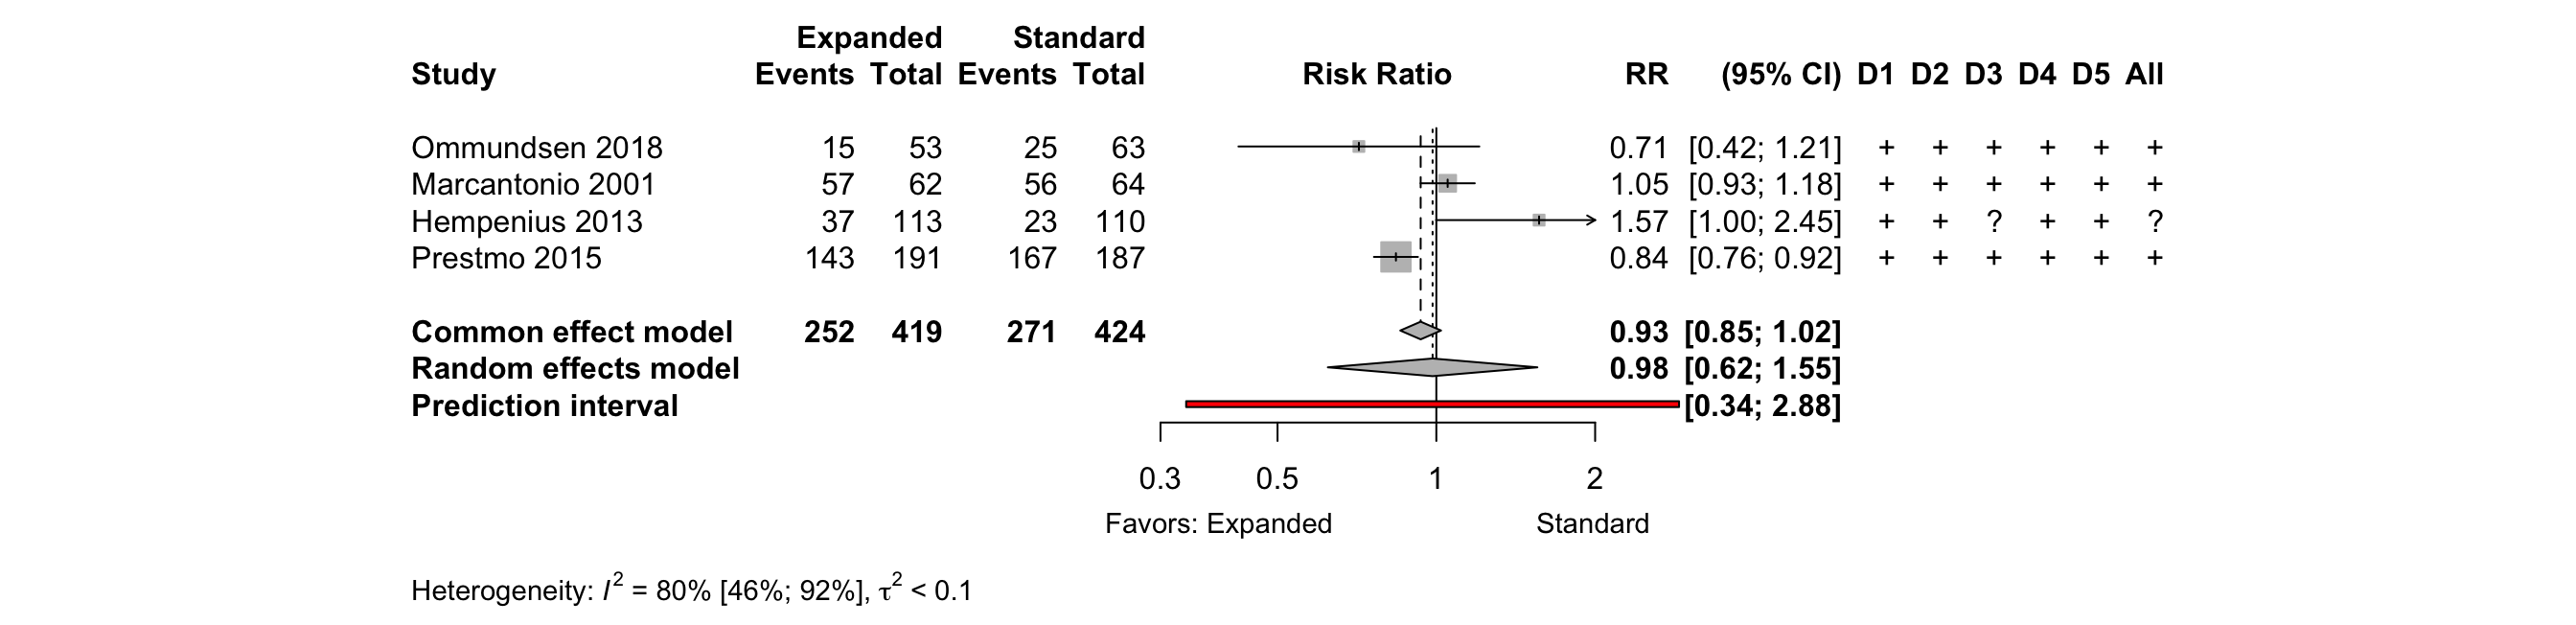 Expanded Standard
Study Events Total Events Total Risk Ratio RR (95% CI) D1 D2 D3 D4 D5 All
Ommundsen 2018 15 53 25 63 0.71 [0.42; 1.21] + + + + + +
Marcantonio 2001 57 62 56 64 1.05 [0.93; 1.18] + + + + + +
Hempenius 2013 37 113 23 110 1.57 [1.00; 2.45] + + ? + + ?
Prestmo 2015 143 191 167 187 0.84 [0.76; 0.92] + + + + + +
Common effect model 252 419 271 424 0.93 [0.85; 1.02]
Random effects model 0.98 [0.62; 1.55]
Prediction interval [0.34; 2.88]
0.3 0.5 1 2
Favors: Expanded Standard
Heterogeneity: I² = 80% [46%; 92%], τ² < 0.1